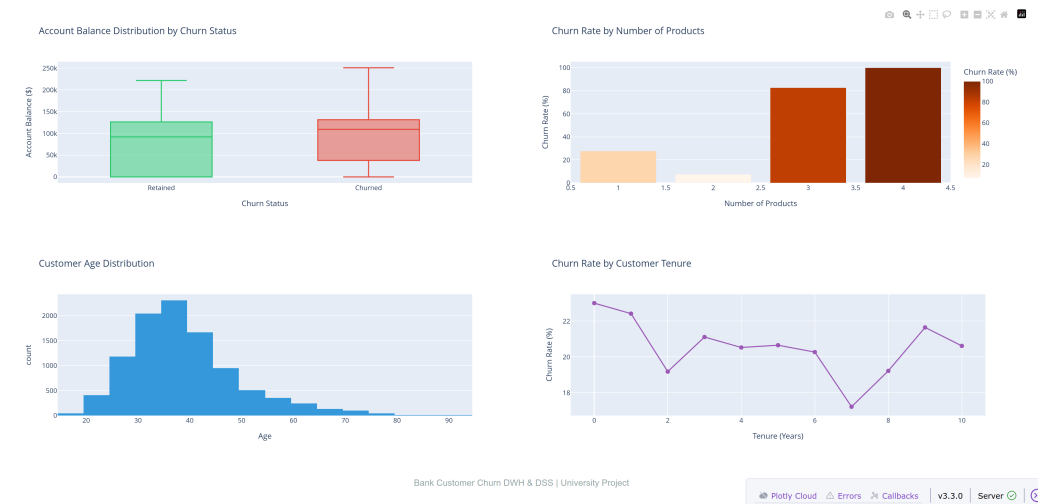 Account Balance Distribution by Churn Status
Churn Rate by Number of Products
250k
200k
150k
100k
50k
0
Account Balance ($)
Retained
Churned
Churn Status
100
80
60
40
20
0
Churn Rate (%)
0.5 1 1.5 2 2.5 3 3.5 4 4.5
Number of Products
Churn Rate (%)
100
80
60
40
20
Customer Age Distribution
Churn Rate by Customer Tenure
2000
1500
1000
500
0
count
20 30 40 50 60 70 80 90
Age
22
20
18
Churn Rate (%)
0 2 4 6 8 10
Tenure (Years)
Bank Customer Churn DWH & DSS | University Project
Plotly Cloud Errors Callbacks v3.3.0 Server